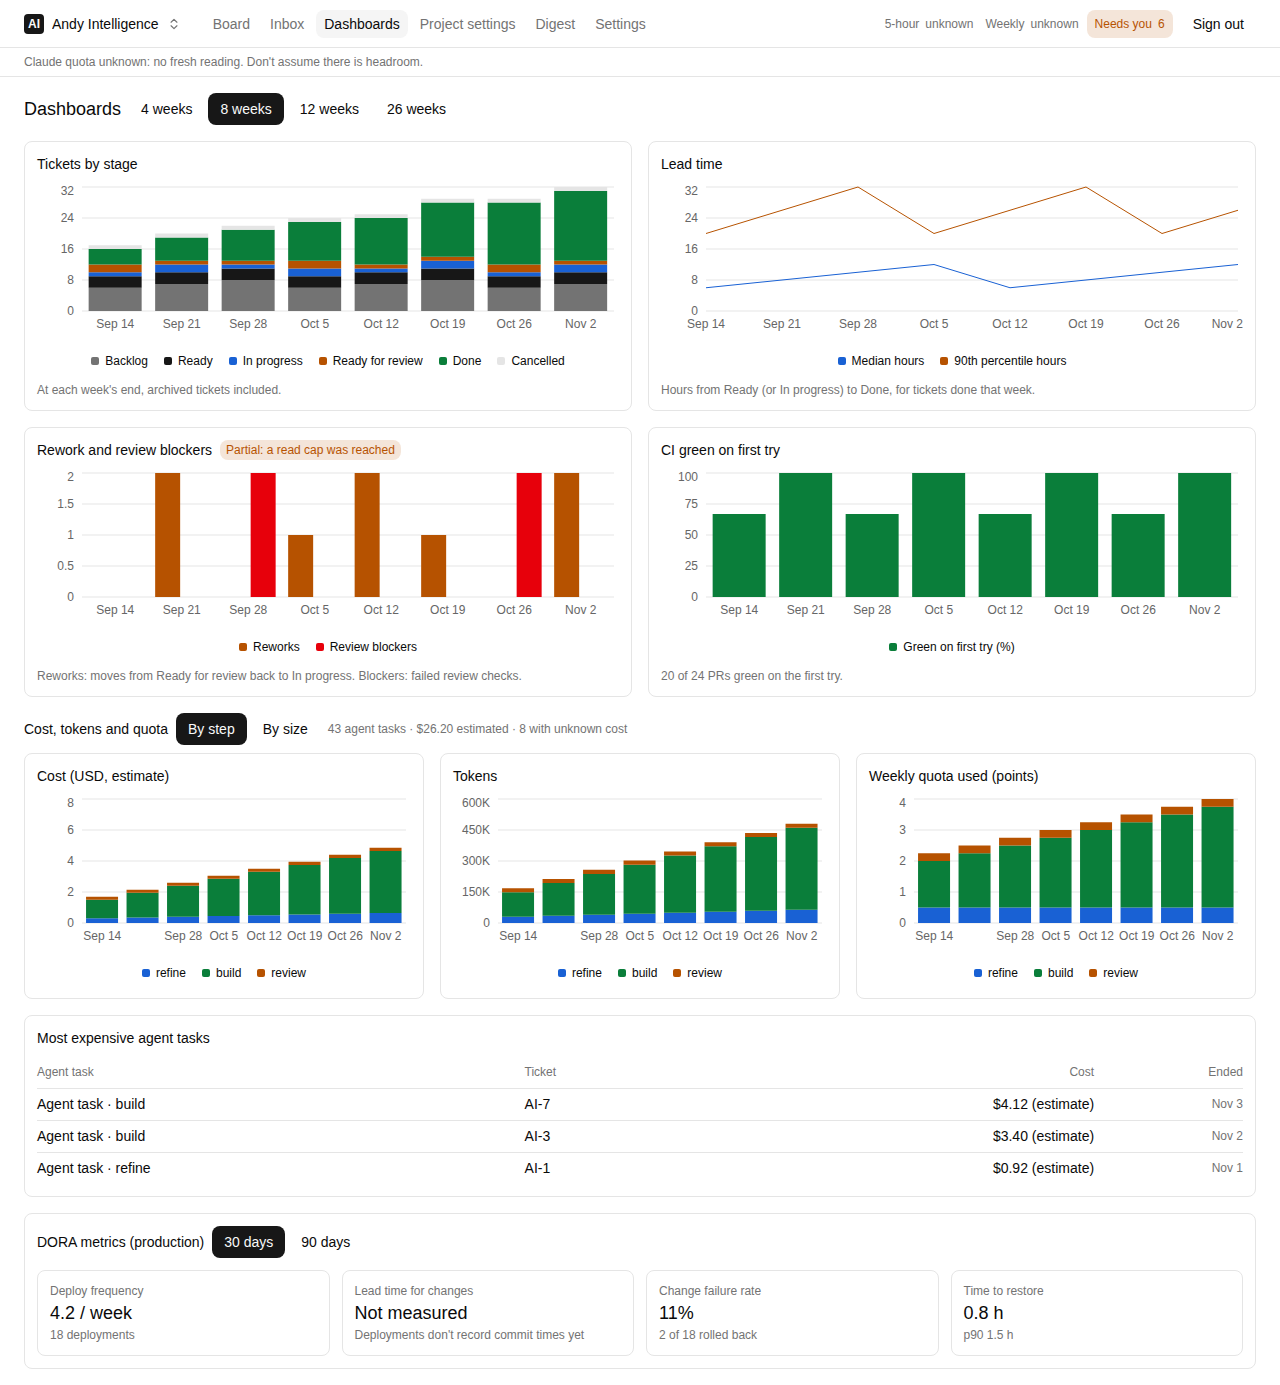 AI Andy Intelligence Board Inbox Dashboards Project settings Digest Settings 5-hour unknown Weekly unknown Needs you 6 Sign out
Claude quota unknown: no fresh reading. Don't assume there is headroom.
Dashboards 4 weeks 8 weeks 12 weeks 26 weeks
Tickets by stage
32
24
16
8
0
Sep 14 Sep 21 Sep 28 Oct 5 Oct 12 Oct 19 Oct 26 Nov 2
Backlog Ready In progress Ready for review Done Cancelled
At each week's end, archived tickets included.
Lead time
32
24
16
8
0
Sep 14 Sep 21 Sep 28 Oct 5 Oct 12 Oct 19 Oct 26 Nov 2
Median hours 90th percentile hours
Hours from Ready (or In progress) to Done, for tickets done that week.
Rework and review blockers Partial: a read cap was reached
2
1.5
1
0.5
0
Sep 14 Sep 21 Sep 28 Oct 5 Oct 12 Oct 19 Oct 26 Nov 2
Reworks Review blockers
Reworks: moves from Ready for review back to In progress. Blockers: failed review checks.
CI green on first try
100
75
50
25
0
Sep 14 Sep 21 Sep 28 Oct 5 Oct 12 Oct 19 Oct 26 Nov 2
Green on first try (%)
20 of 24 PRs green on the first try.
Cost, tokens and quota By step By size 43 agent tasks · $26.20 estimated · 8 with unknown cost
Cost (USD, estimate)
8
6
4
2
0
Sep 14 Sep 28 Oct 5 Oct 12 Oct 19 Oct 26 Nov 2
refine build review
Tokens
600K
450K
300K
150K
0
Sep 14 Sep 28 Oct 5 Oct 12 Oct 19 Oct 26 Nov 2
refine build review
Weekly quota used (points)
4
3
2
1
0
Sep 14 Sep 28 Oct 5 Oct 12 Oct 19 Oct 26 Nov 2
refine build review
Most expensive agent tasks
Agent task Ticket Cost Ended
Agent task · build AI-7 $4.12 (estimate) Nov 3
Agent task · build AI-3 $3.40 (estimate) Nov 2
Agent task · refine AI-1 $0.92 (estimate) Nov 1
DORA metrics (production) 30 days 90 days
Deploy frequency
4.2 / week
18 deployments
Lead time for changes
Not measured
Deployments don't record commit times yet
Change failure rate
11%
2 of 18 rolled back
Time to restore
0.8 h
p90 1.5 h